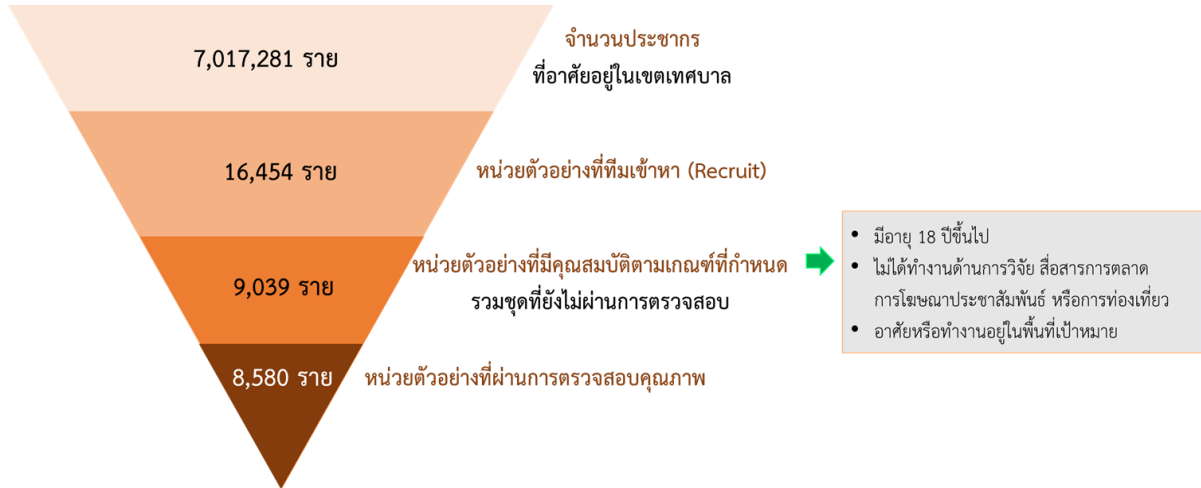 7,017,281 ราย
จำนวนประชากร
ที่อาศัยอยู่ในเขตเทศบาล
16,454 ราย
หน่วยตัวอย่างที่ทีมเข้าหา (Recruit)
9,039 ราย
หน่วยตัวอย่างที่มีคุณสมบัติตามเกณฑ์ที่กำหนด
รวมชุดที่ยังไม่ผ่านการตรวจสอบ
• มีอายุ 18 ปีขึ้นไป
• ไม่ได้ทำงานด้านการวิจัย สื่อสารการตลาด
การโฆษณาประชาสัมพันธ์ หรือการท่องเที่ยว
• อาศัยหรือทำงานอยู่ในพื้นที่เป้าหมาย
8,580 ราย
หน่วยตัวอย่างที่ผ่านการตรวจสอบคุณภาพ